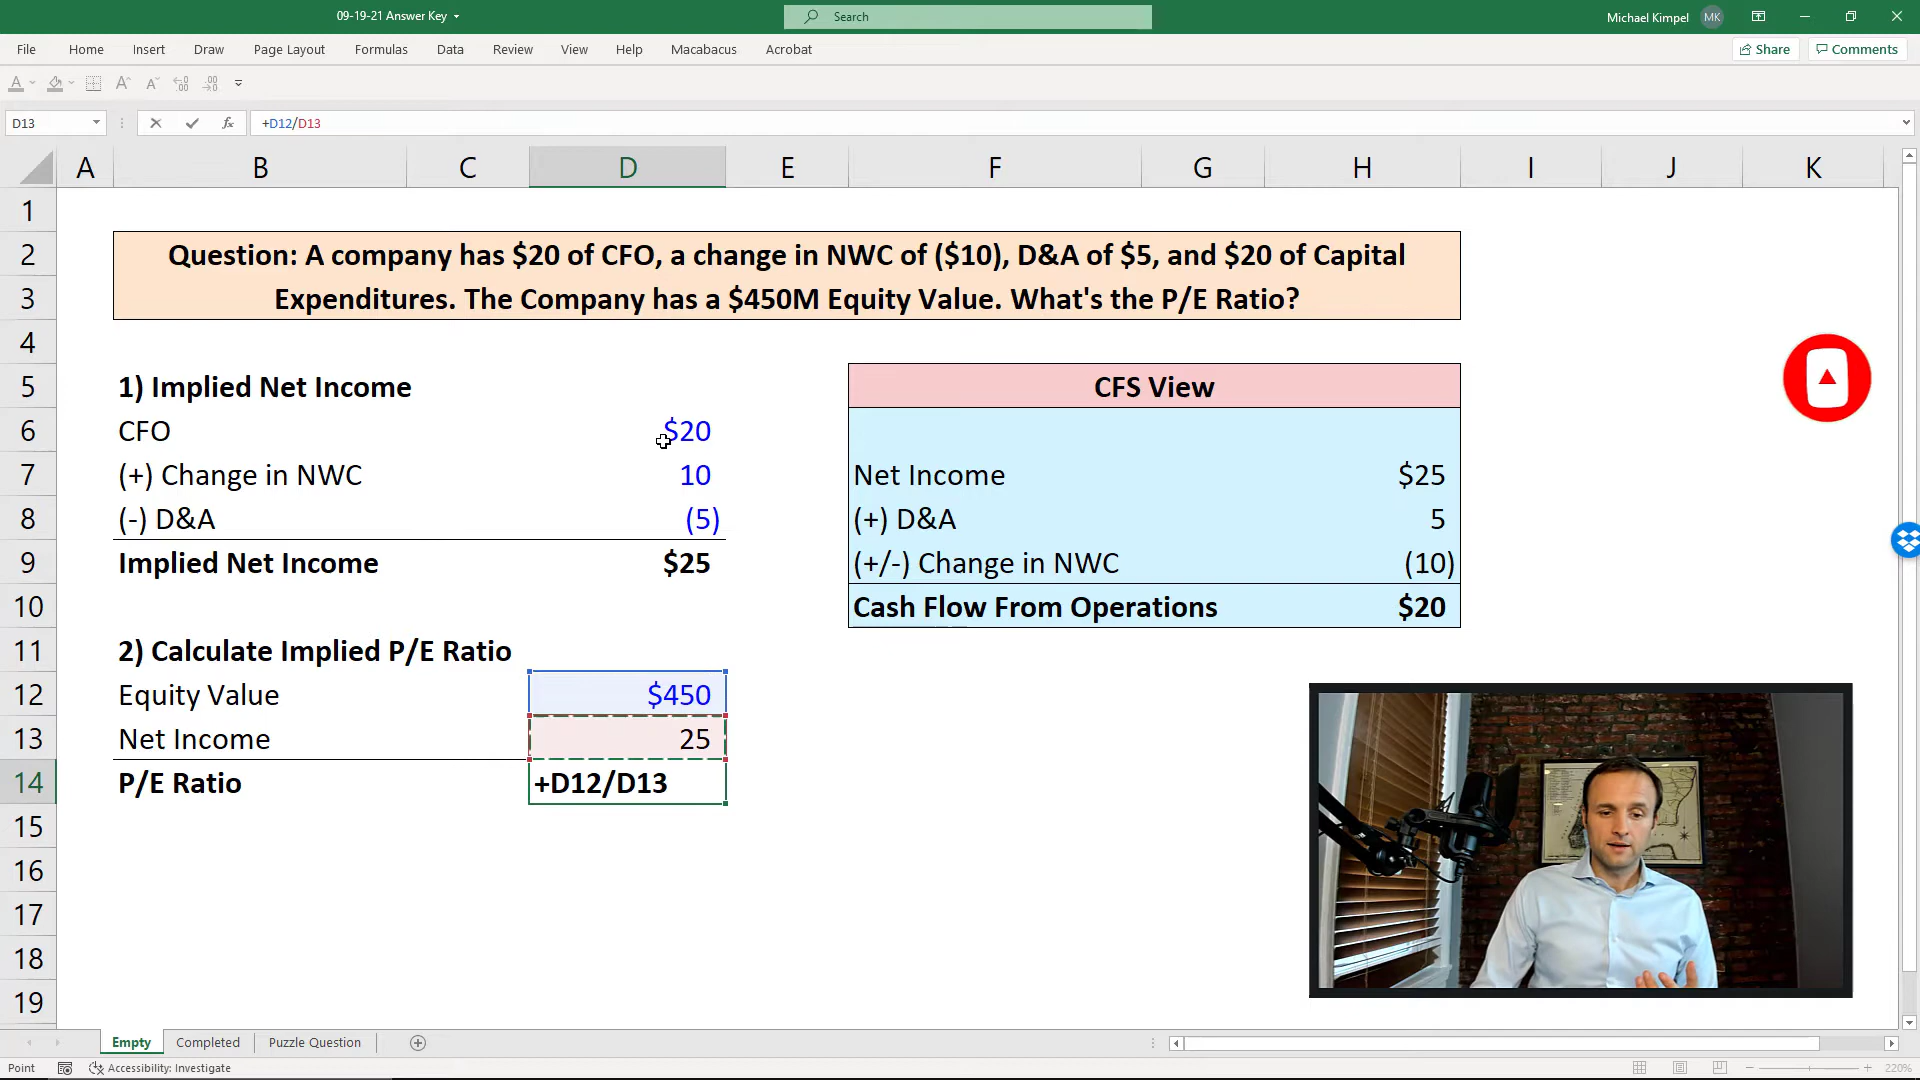 09-19-21 Answer Key
Search
Michael Kimpel MK
File Home Insert Draw Page Layout Formulas Data Review View Help Macabacus Acrobat
Share Comments
D13 fx +D12/D13
A B C D E F G H I J K
1
2 Question: A company has $20 of CFO, a change in NWC of ($10), D&A of $5, and $20 of Capital
3 Expenditures. The Company has a $450M Equity Value. What's the P/E Ratio?
4
5 1) Implied Net Income CFS View
6 CFO $20
7 (+) Change in NWC 10 Net Income $25
8 (-) D&A (5) (+) D&A 5
9 Implied Net Income $25 (+/-) Change in NWC (10)
10 Cash Flow From Operations $20
11 2) Calculate Implied P/E Ratio
12 Equity Value $450
13 Net Income 25
14 P/E Ratio +D12/D13
15
16
17
18
19
Empty Completed Puzzle Question
Point Accessibility: Investigate 220%